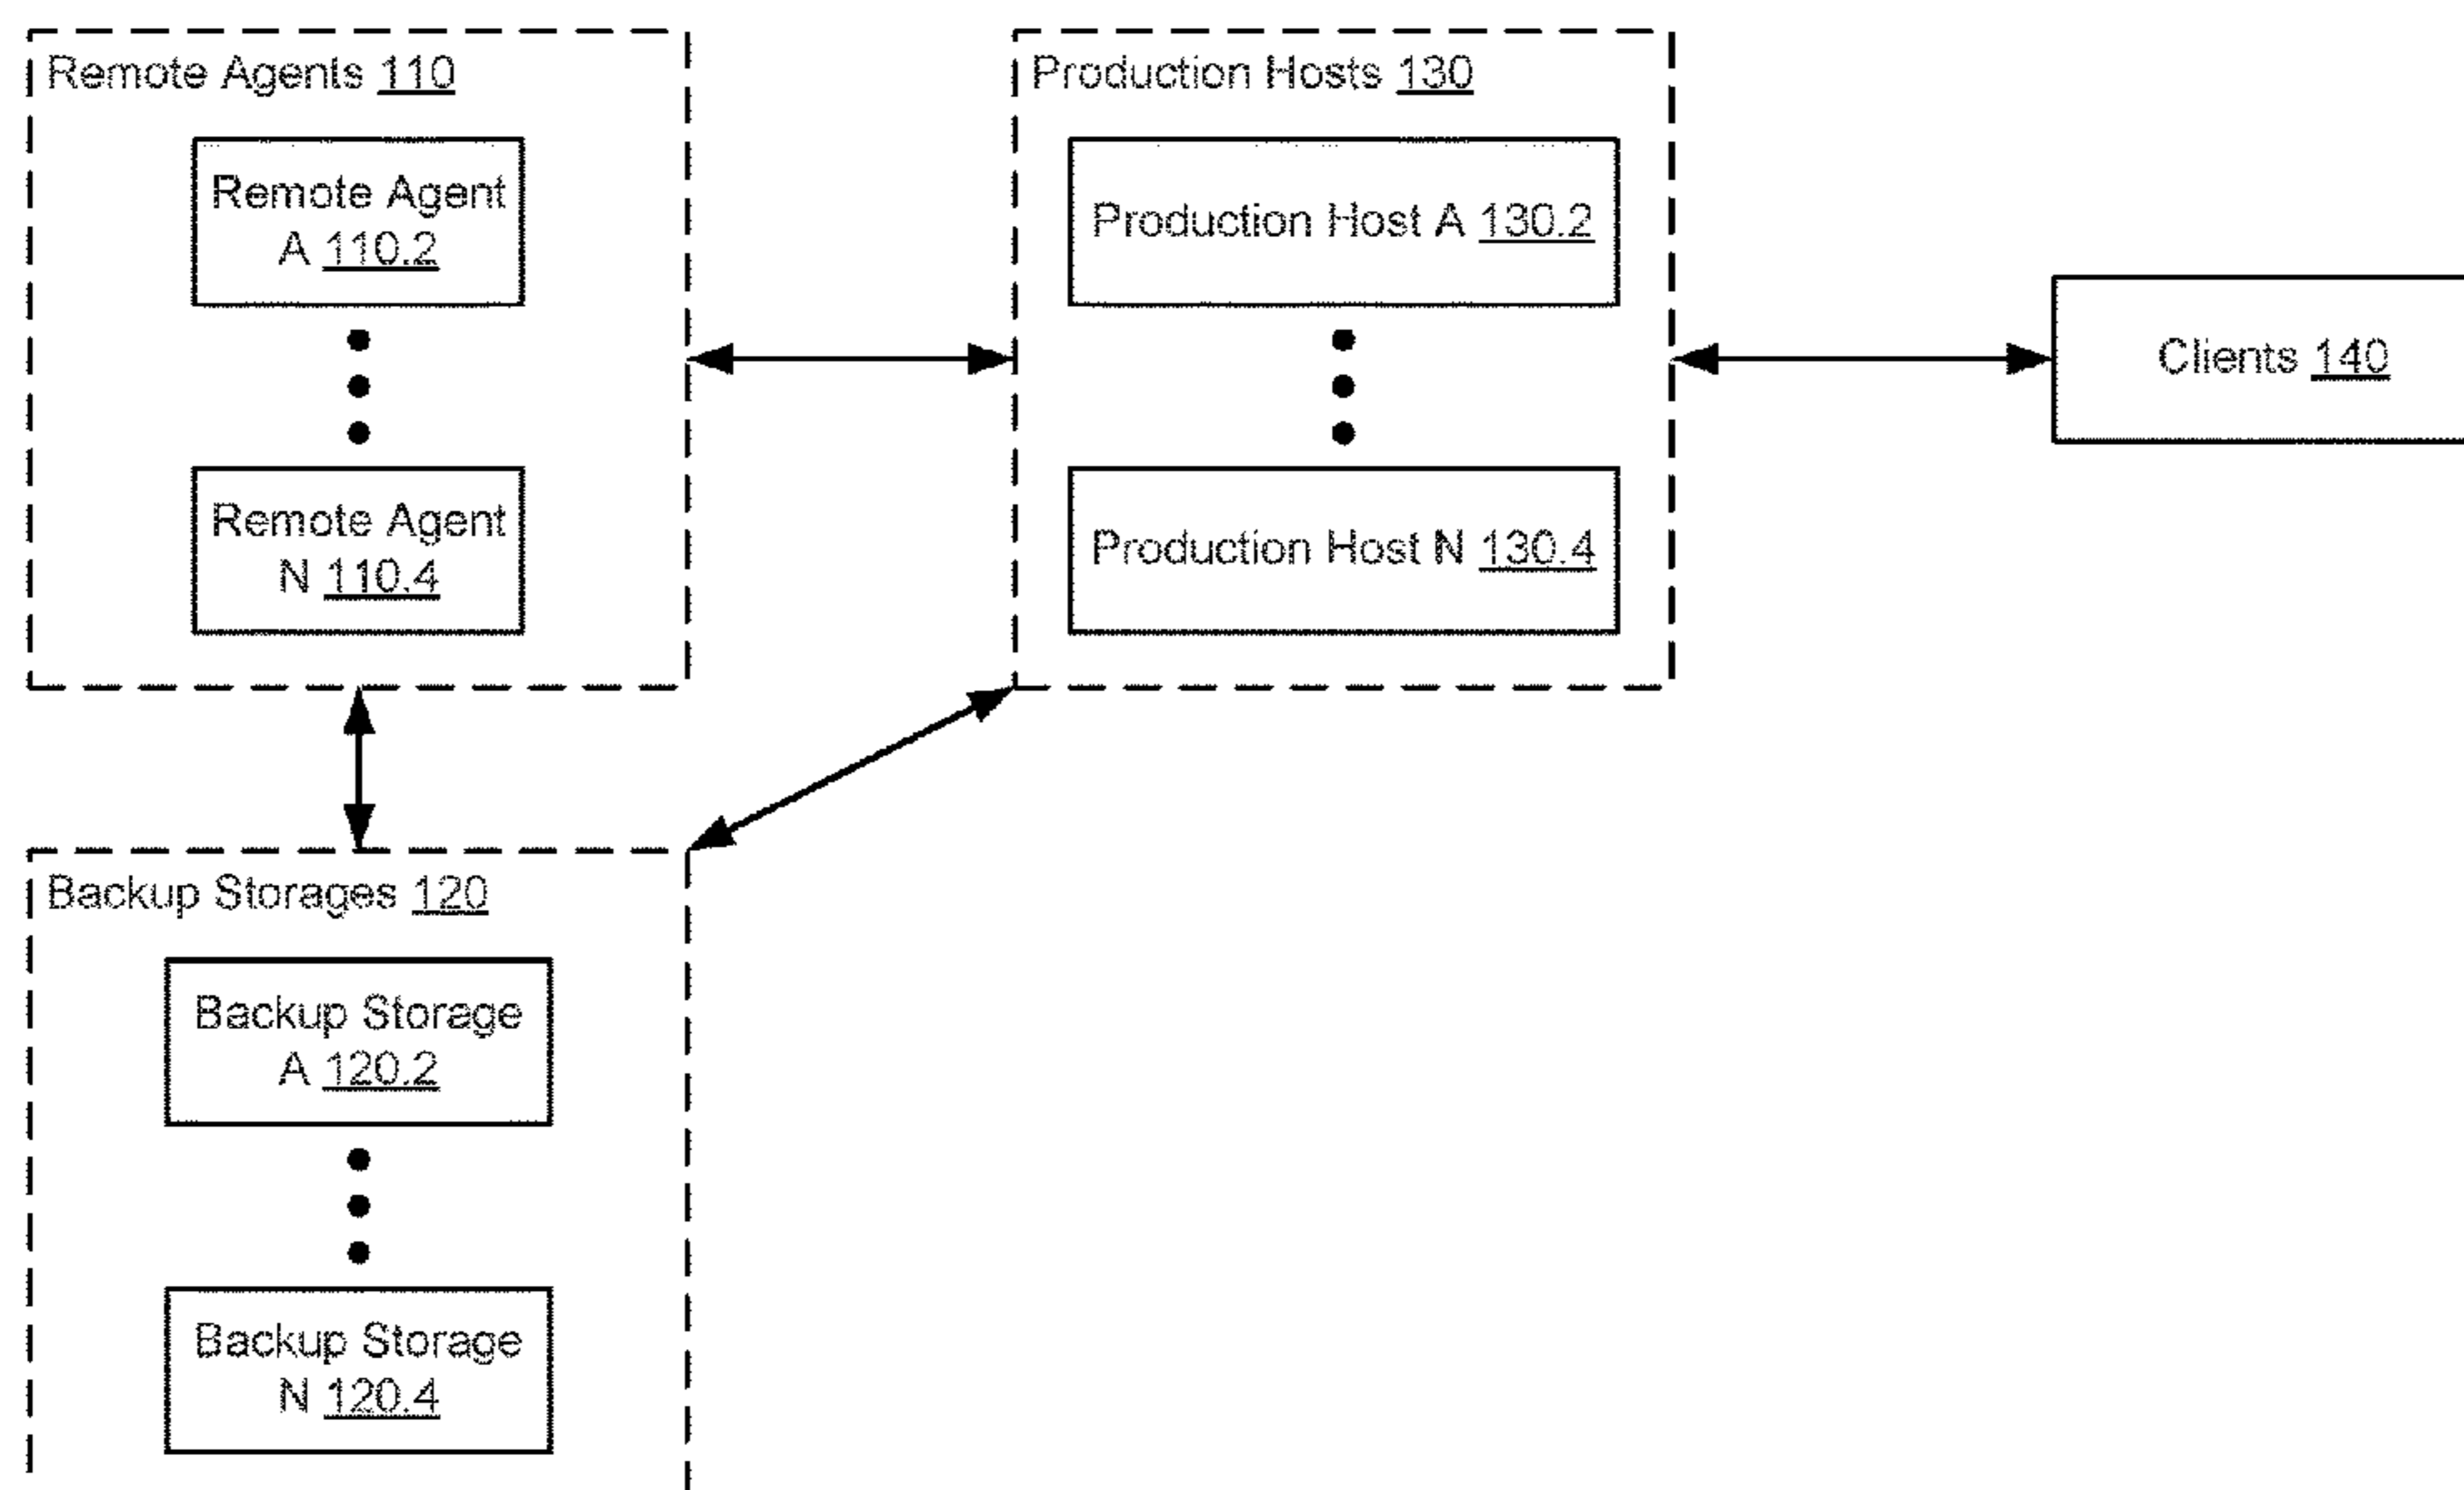 Remote Agents 110
Remote Agent
A 110.2
Remote Agent
N 110.4
Production Hosts 130
Production Host A 130.2
Production Host N 130.4
Clients 140
Backup Storages 120
Backup Storage
A 120.2
Backup Storage
N 120.4